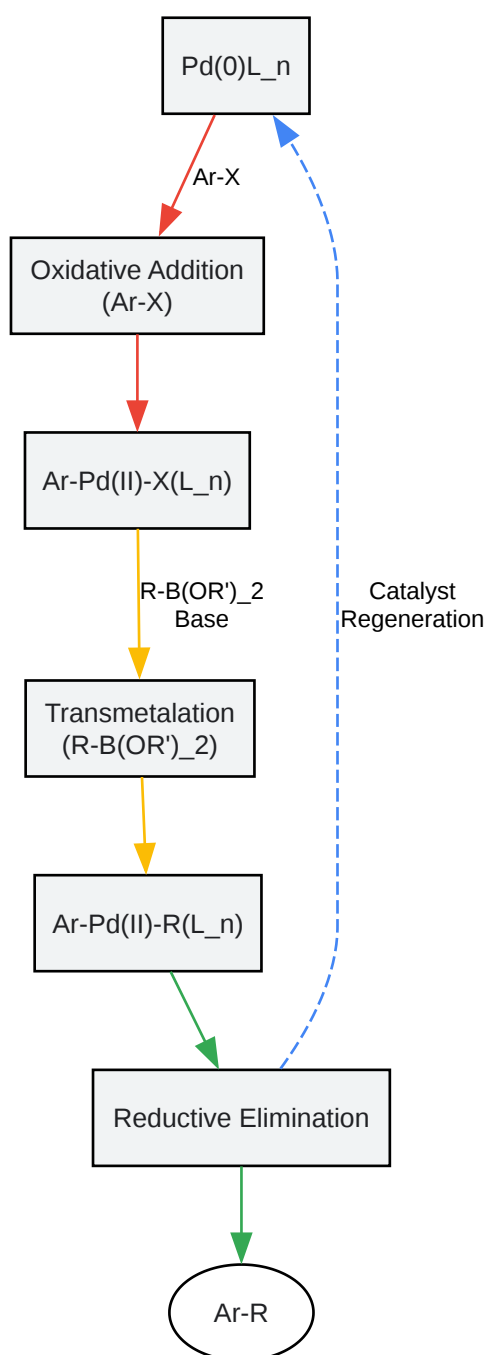 Pd(0)L_n
Ar-X
Oxidative Addition
(Ar-X)
Ar-Pd(II)-X(L_n)
R-B(OR')_2
Base
Catalyst
Regeneration
Transmetalation
(R-B(OR')_2)
Ar-Pd(II)-R(L_n)
Reductive Elimination
Ar-R